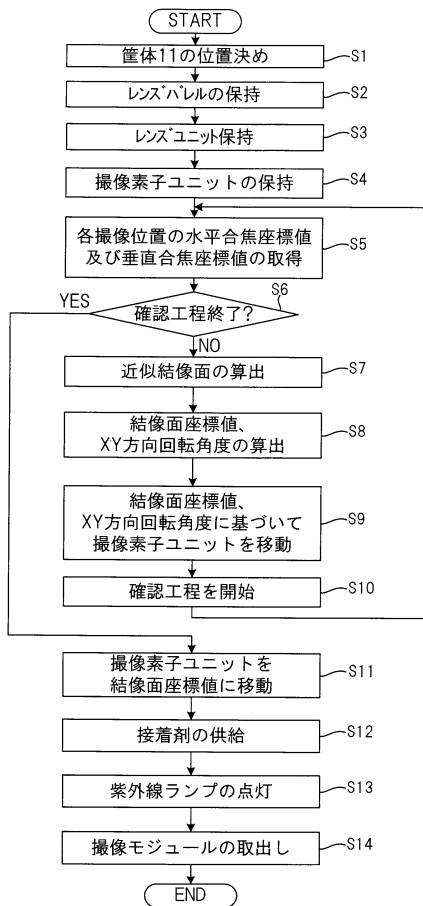 START
筐体11の位置決め
S1
レンズバレルの保持
S2
レンズユニット保持
S3
撮像素子ユニットの保持
S4
各撮像位置の水平合焦座標値
及び垂直合焦座標値の取得
S5
YES
S6
確認工程終了?
NO
近似結像面の算出
S7
結像面座標値、
XY方向回転角度の算出
S8
結像面座標値、
XY方向回転角度に基づいて
撮像素子ユニットを移動
S9
確認工程を開始
S10
撮像素子ユニットを
結像面座標値に移動
S11
接着剤の供給
S12
紫外線ランプの点灯
S13
撮像モジュールの取出し
S14
END